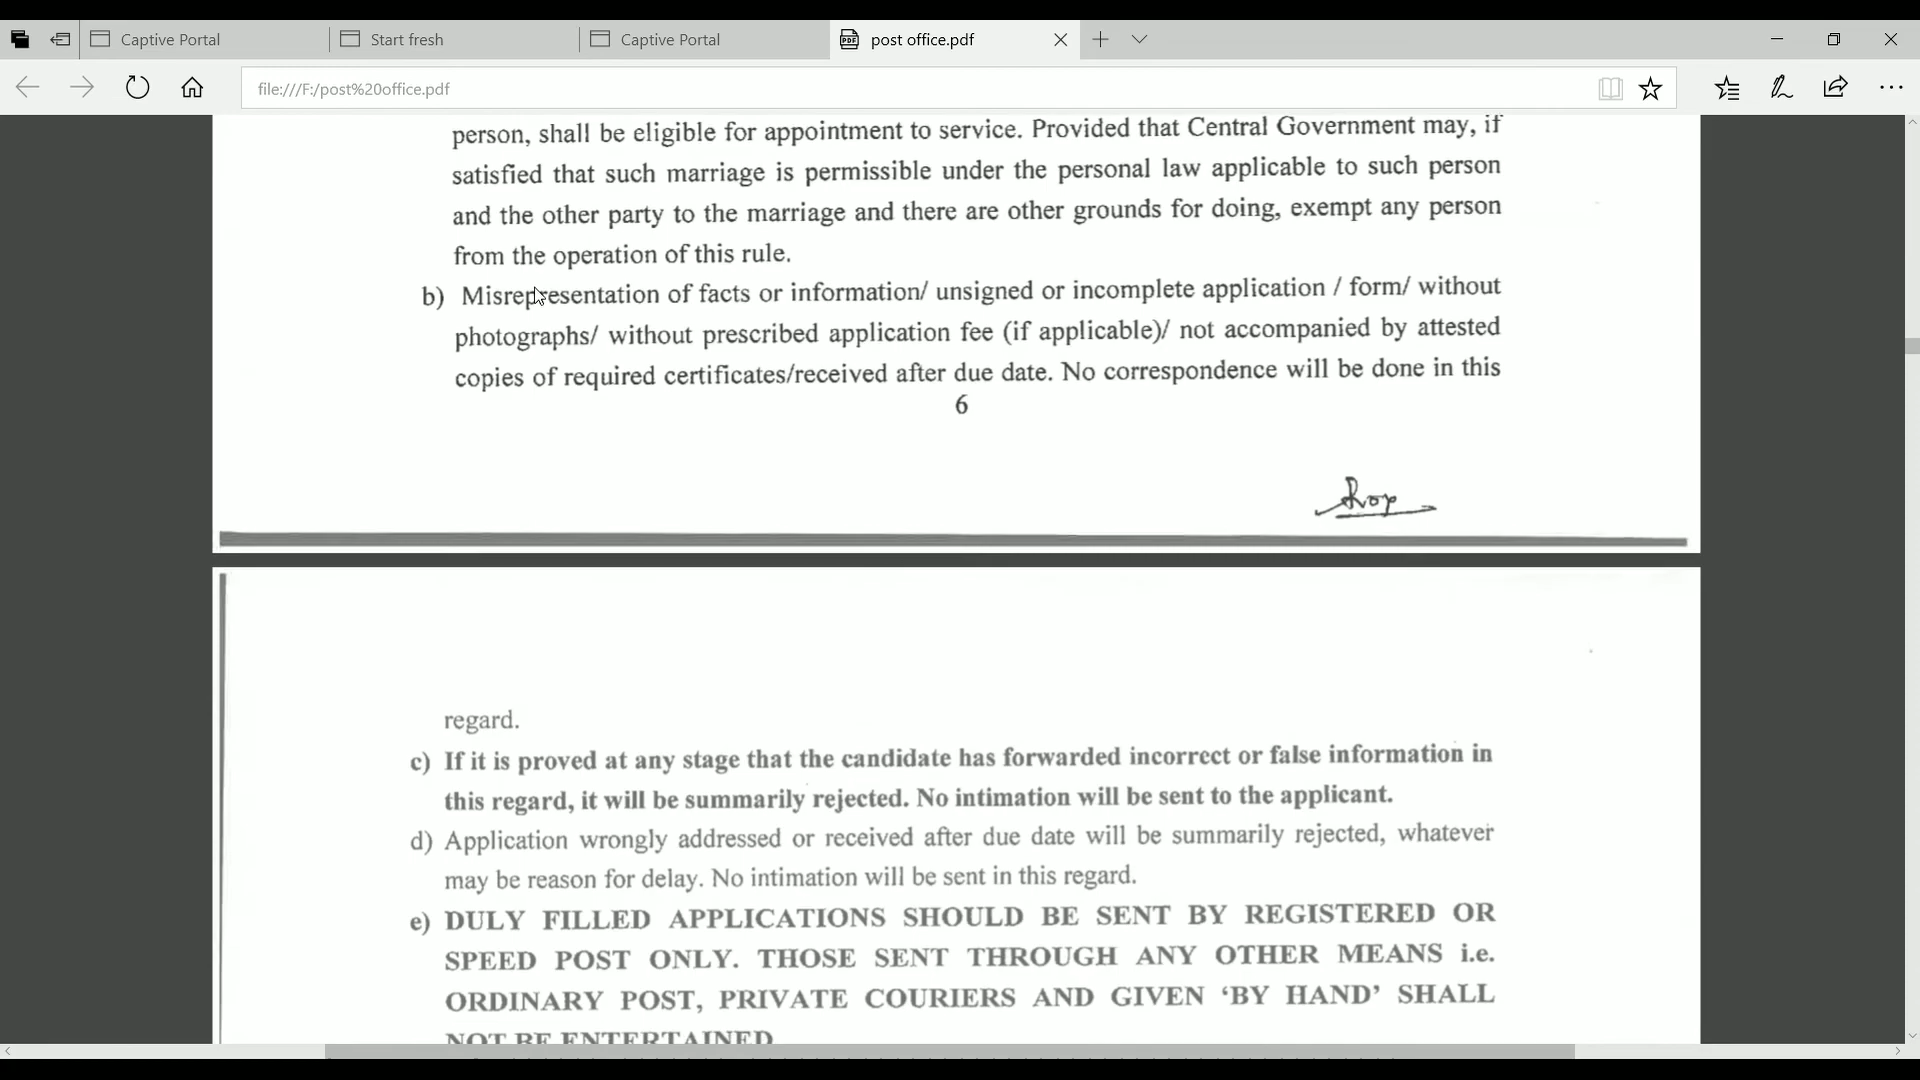 Captive Portal
Start fresh
Captive Portal
post office.pdf
file:///F:/post%20office.pdf
person, shall be eligible for appointment to service. Provided that Central Government may, if
satisfied that such marriage is permissible under the personal law applicable to such person
and the other party to the marriage and there are other grounds for doing, exempt any person
from the operation of this rule.
b) Misrepresentation of facts or information/ unsigned or incomplete application / form/ without
photographs/ without prescribed application fee (if applicable)/ not accompanied by attested
copies of required certificates/received after due date. No correspondence will be done in this
6
regard.
c) If it is proved at any stage that the candidate has forwarded incorrect or false information in
this regard, it will be summarily rejected. No intimation will be sent to the applicant.
d) Application wrongly addressed or received after due date will be summarily rejected, whatever
may be reason for delay. No intimation will be sent in this regard.
e) DULY FILLED APPLICATIONS SHOULD BE SENT BY REGISTERED OR
SPEED POST ONLY. THOSE SENT THROUGH ANY OTHER MEANS i.e.
ORDINARY POST, PRIVATE COURIERS AND GIVEN ‘BY HAND’ SHALL
NOT BE ENTERTAINED